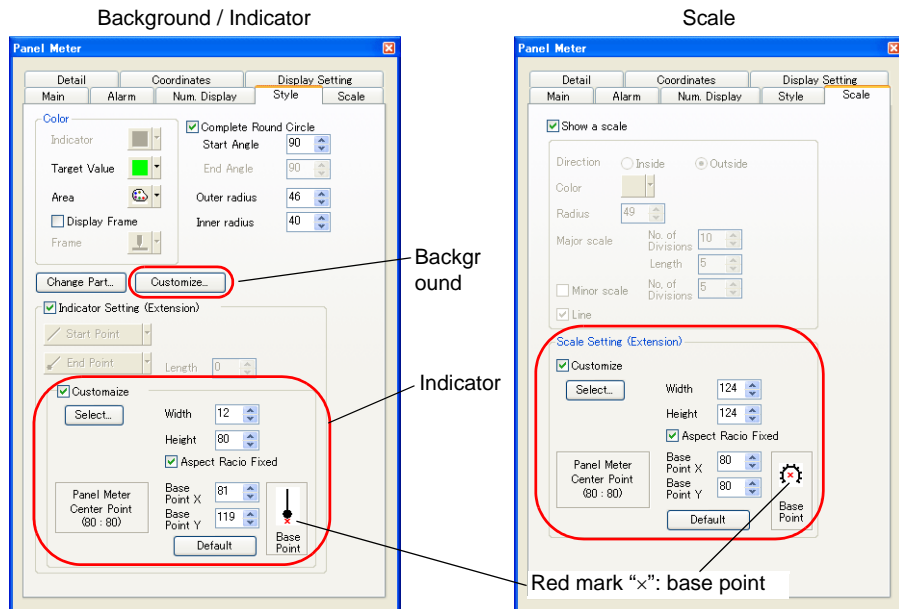 Background / Indicator
Panel Meter
Detail Coordinates Display Setting
Main Alarm Num. Display Style Scale
Color
Indicator
Target Value
Area
Display Frame
Frame
Complete Round Circle
Start Angle 90
End Angle 90
Outer radius 46
Inner radius 40
Change Part... Customize...
Backgr
ound
Indicator Setting (Extension)
Start Point
End Point Length 0
Customaize
Select... Width 12
Height 80
Aspect Racio Fixed
Panel Meter
Center Point
(80 : 80)
Base
Point X 81
Base
Point Y 119
Default
Base
Point
Indicator
Scale
Panel Meter
Detail Coordinates Display Setting
Main Alarm Num. Display Style Scale
Show a scale
Direction Inside Outside
Color
Radius 49
Major scale No. of
Divisions 10
Length 5
Minor scale No. of
Divisions 5
Line
Scale Setting (Extension)
Customize
Select... Width 124
Height 124
Aspect Racio Fixed
Panel Meter
Center Point
(80 : 80)
Base
Point X 80
Base
Point Y 80
Default
Base
Point
Red mark “×”: base point